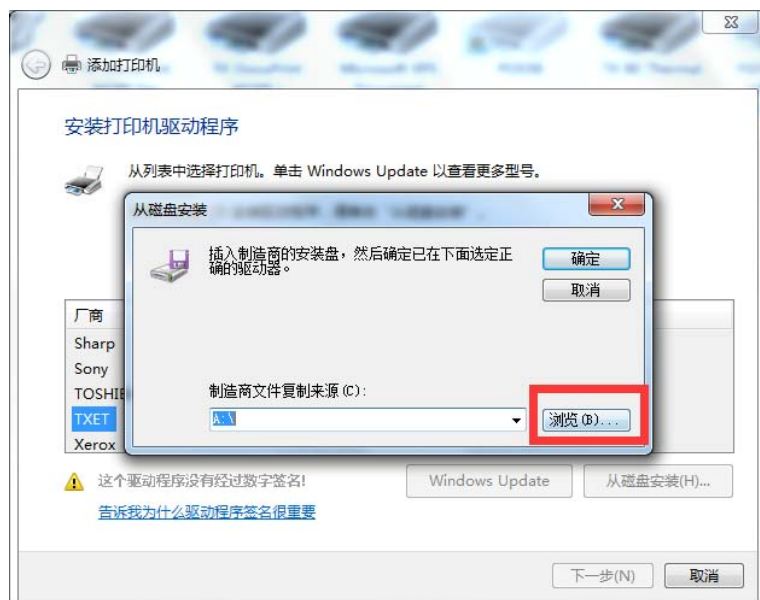 添加打印机
安装打印机驱动程序
从列表中选择打印机。单击 Windows Update 以查看更多型号。
从磁盘安装
插入制造商的安装盘，然后确定已在下面选定正
确的驱动器。
确定
取消
厂商
Sharp
Sony
TOSHIB
TXET
Xerox
制造商文件复制来源(C):
A:\
浏览(B)...
这个驱动程序没有经过数字签名!
Windows Update
从磁盘安装(H)...
告诉我为什么驱动程序签名很重要
下一步(N)
取消